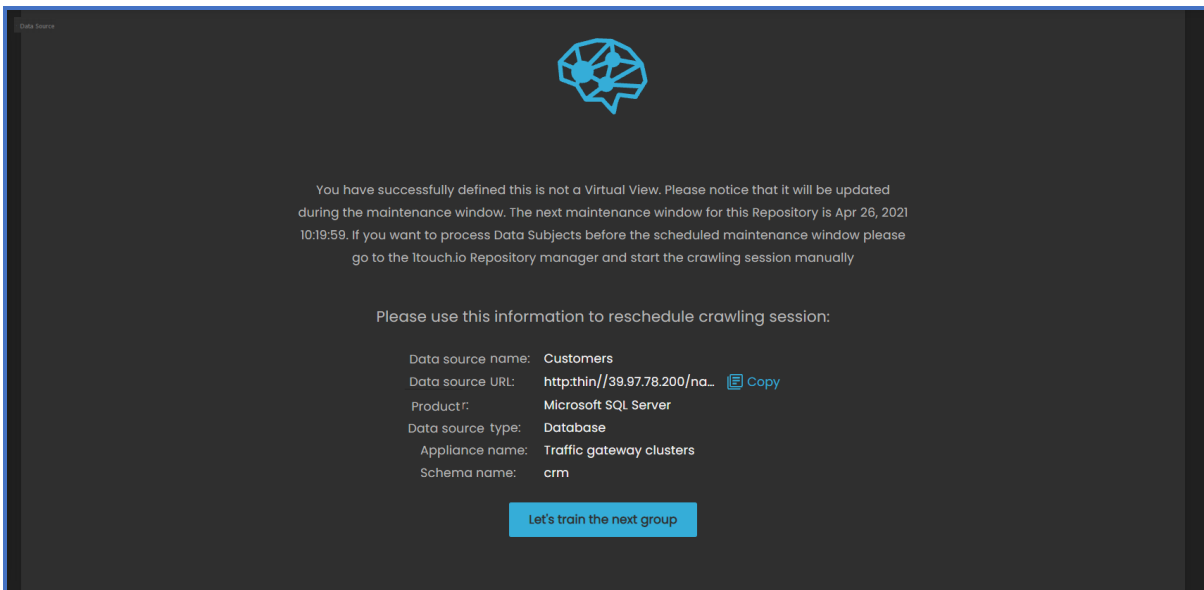 Data Source
You have successfully defined this is not a Virtual View. Please notice that it will be updated
during the maintenance window. The next maintenance window for this Repository is Apr 26, 2021
10:19:59. If you want to process Data Subjects before the scheduled maintenance window please
go to the 1touch.io Repository manager and start the crawling session manually
Please use this information to reschedule crawling session:
Data source name: Customers
Data source URL: http:thin//39.97.78.200/na... Copy
Productr: Microsoft SQL Server
Data source type: Database
Appliance name: Traffic gateway clusters
Schema name: crm
Let's train the next group